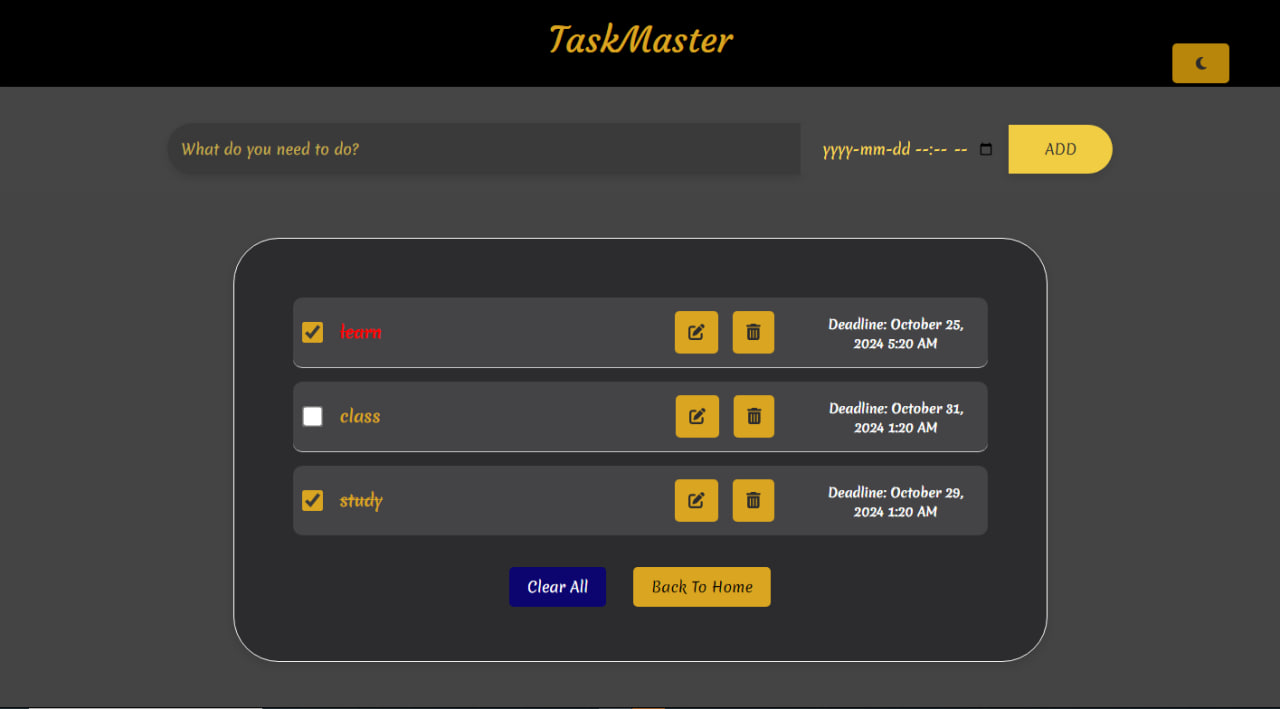 TaskMaster
What do you need to do?
yyyy-mm-dd --:-- --
ADD
learn
Deadline: October 25,
2024 5:20 AM
class
Deadline: October 31,
2024 1:20 AM
study
Deadline: October 29,
2024 1:20 AM
Clear All
Back To Home